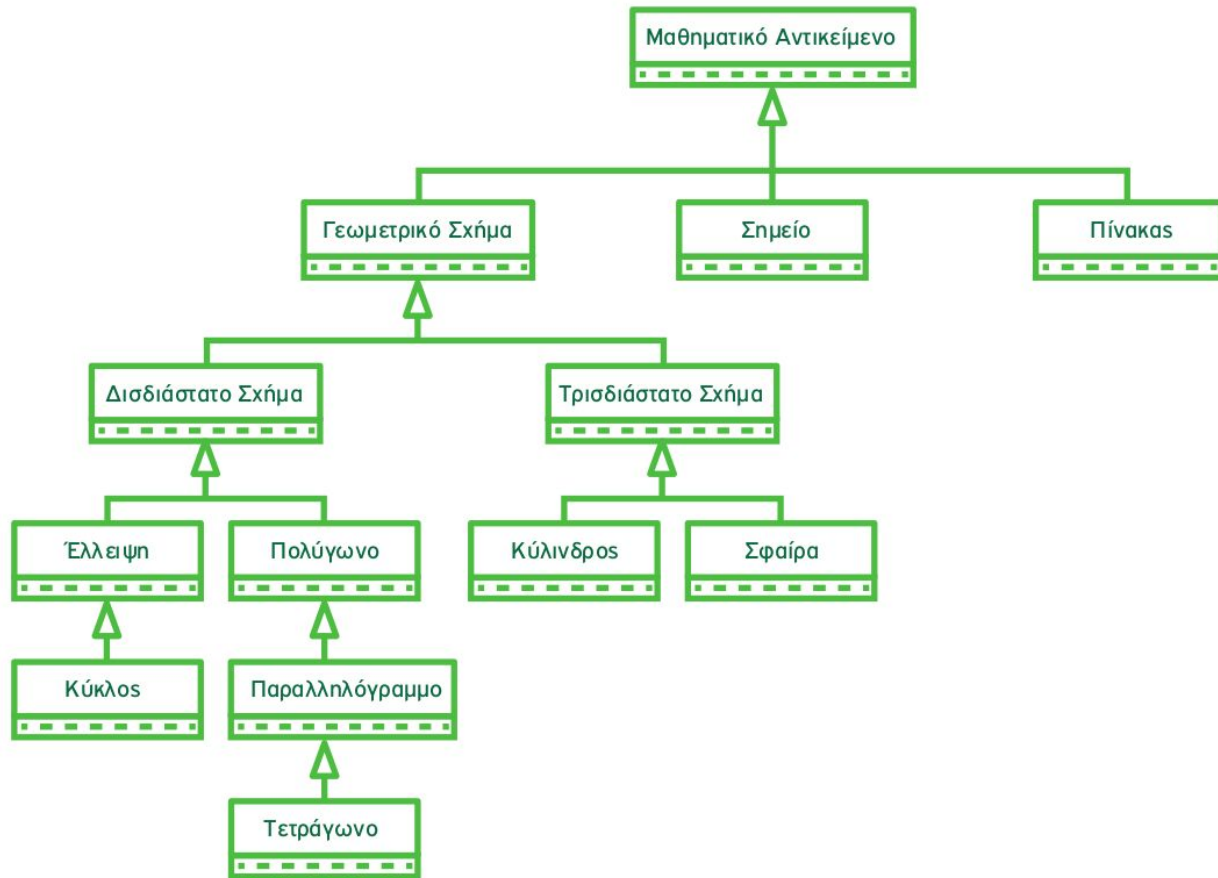 Μαθηματικό Αντικείμενο
Γεωμετρικό Σχήμα
Σημείο
Πίνακας
Δισδιάστατο Σχήμα
Τρισδιάστατο Σχήμα
Έλλειψη
Πολύγωνο
Κύλινδρος
Σφαίρα
Κύκλος
Παραλληλόγραμμο
Τετράγωνο